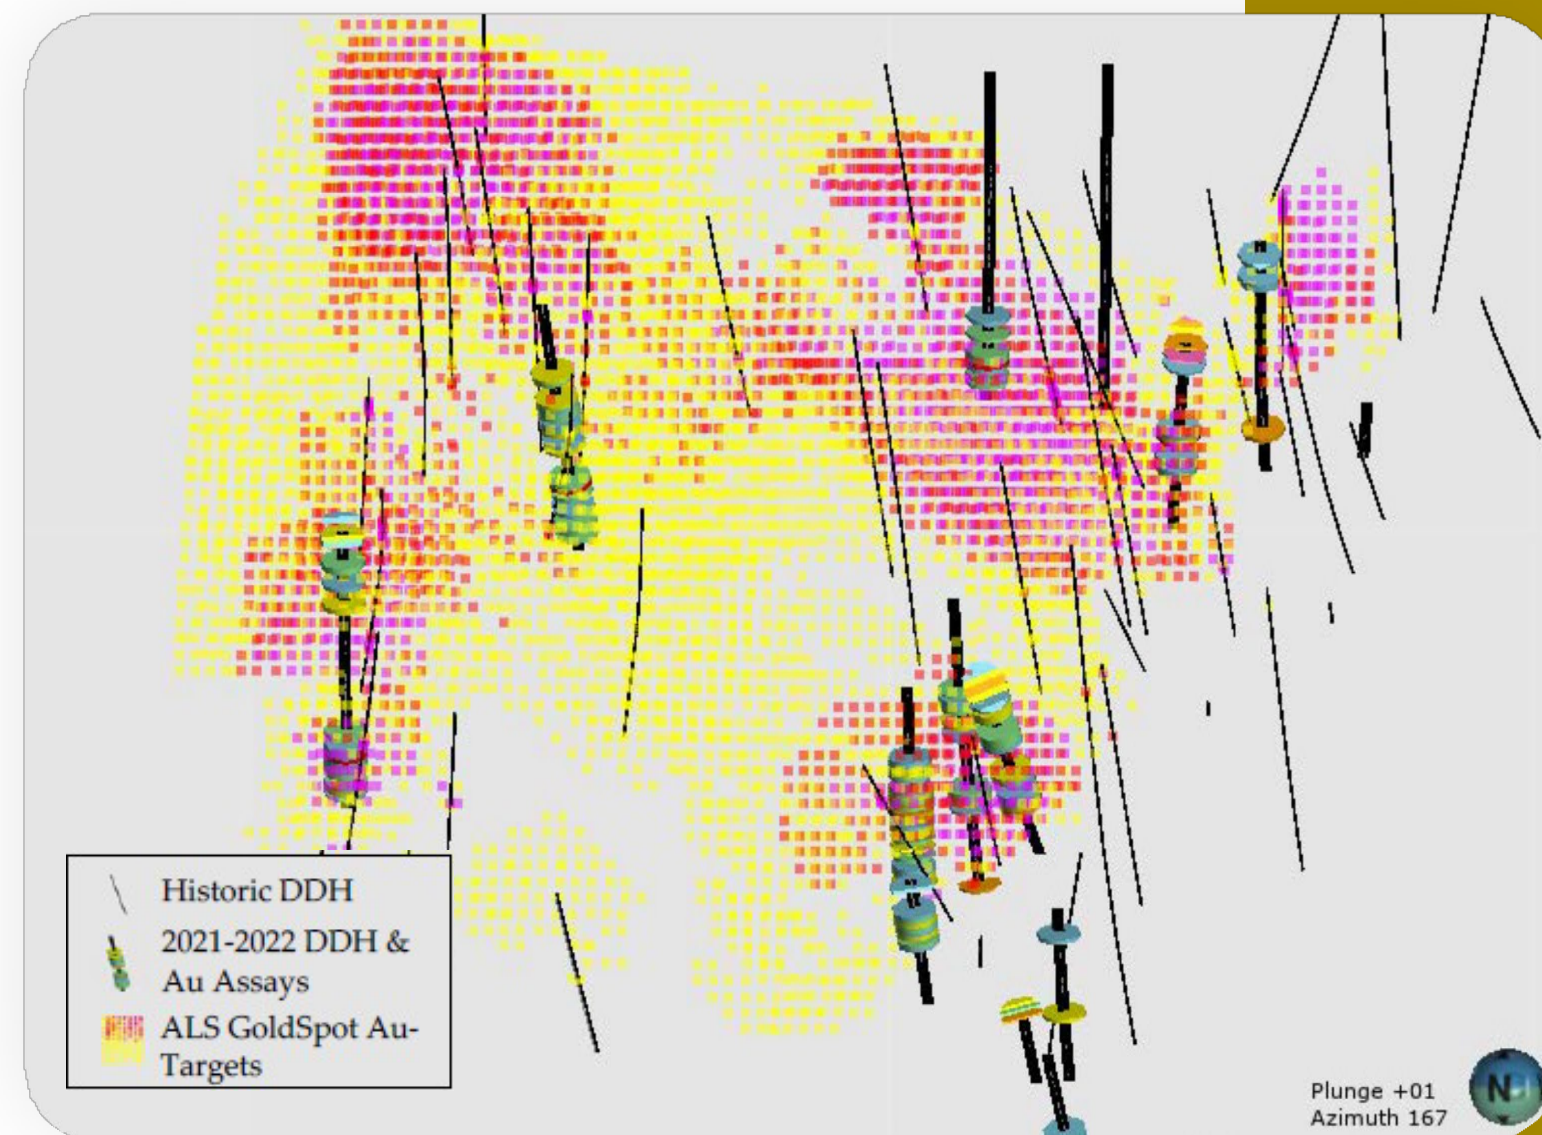 Historic DDH
2021-2022 DDH &
Au Assays
ALS GoldSpot Au-
Targets
Plunge +01
Azimuth 167
N